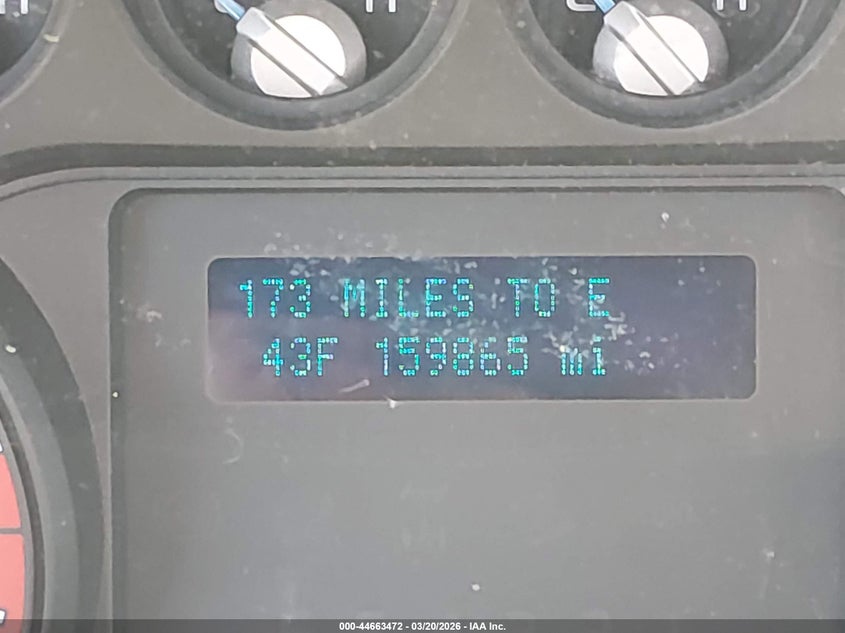 173 MILES TO E
43F 159865 mi
000-44663472 - 03/20/2026 - IAA Inc.